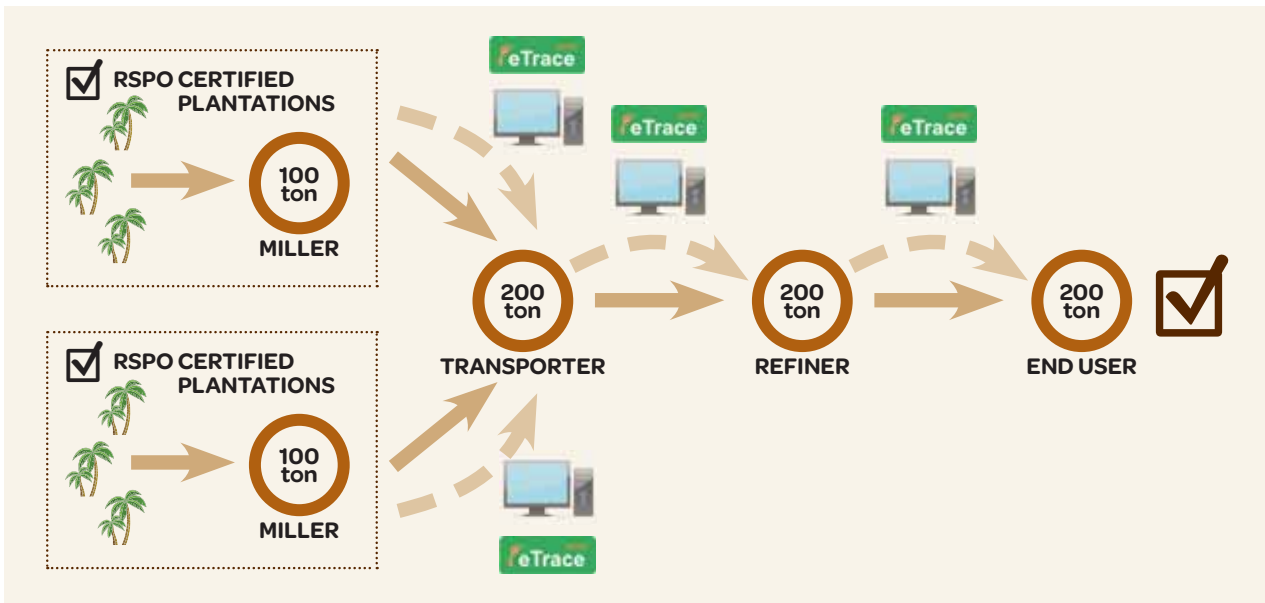 RSPO CERTIFIED
PLANTATIONS
100
ton
MILLER
RSPO CERTIFIED
PLANTATIONS
100
ton
MILLER
eTrace
eTrace
eTrace
200
ton
TRANSPORTER
200
ton
REFINER
200
ton
END USER
eTrace